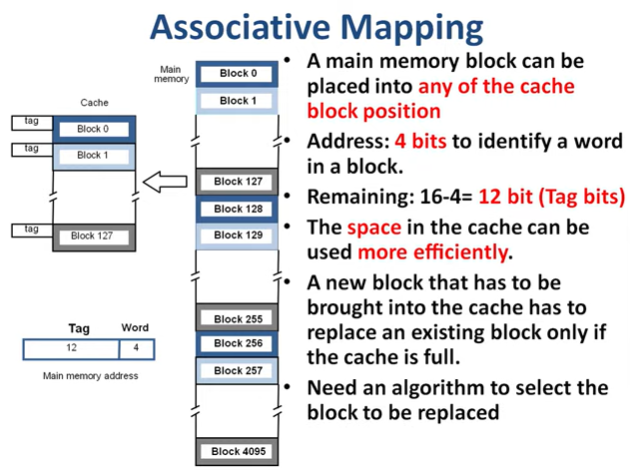 Associative Mapping
Main
memory
Block 0
Block 1
Block 127
Block 128
Block 129
Block 255
Block 256
Block 257
Block 4095
Cache
tag
Block 0
tag
Block 1
tag
Block 127
Tag
Word
12
4
Main memory address
• A main memory block can be
placed into any of the cache
block position
• Address: 4 bits to identify a word
in a block.
• Remaining: 16-4= 12 bit (Tag bits)
• The space in the cache can be
used more efficiently.
• A new block that has to be
brought into the cache has to
replace an existing block only if
the cache is full.
• Need an algorithm to select the
block to be replaced